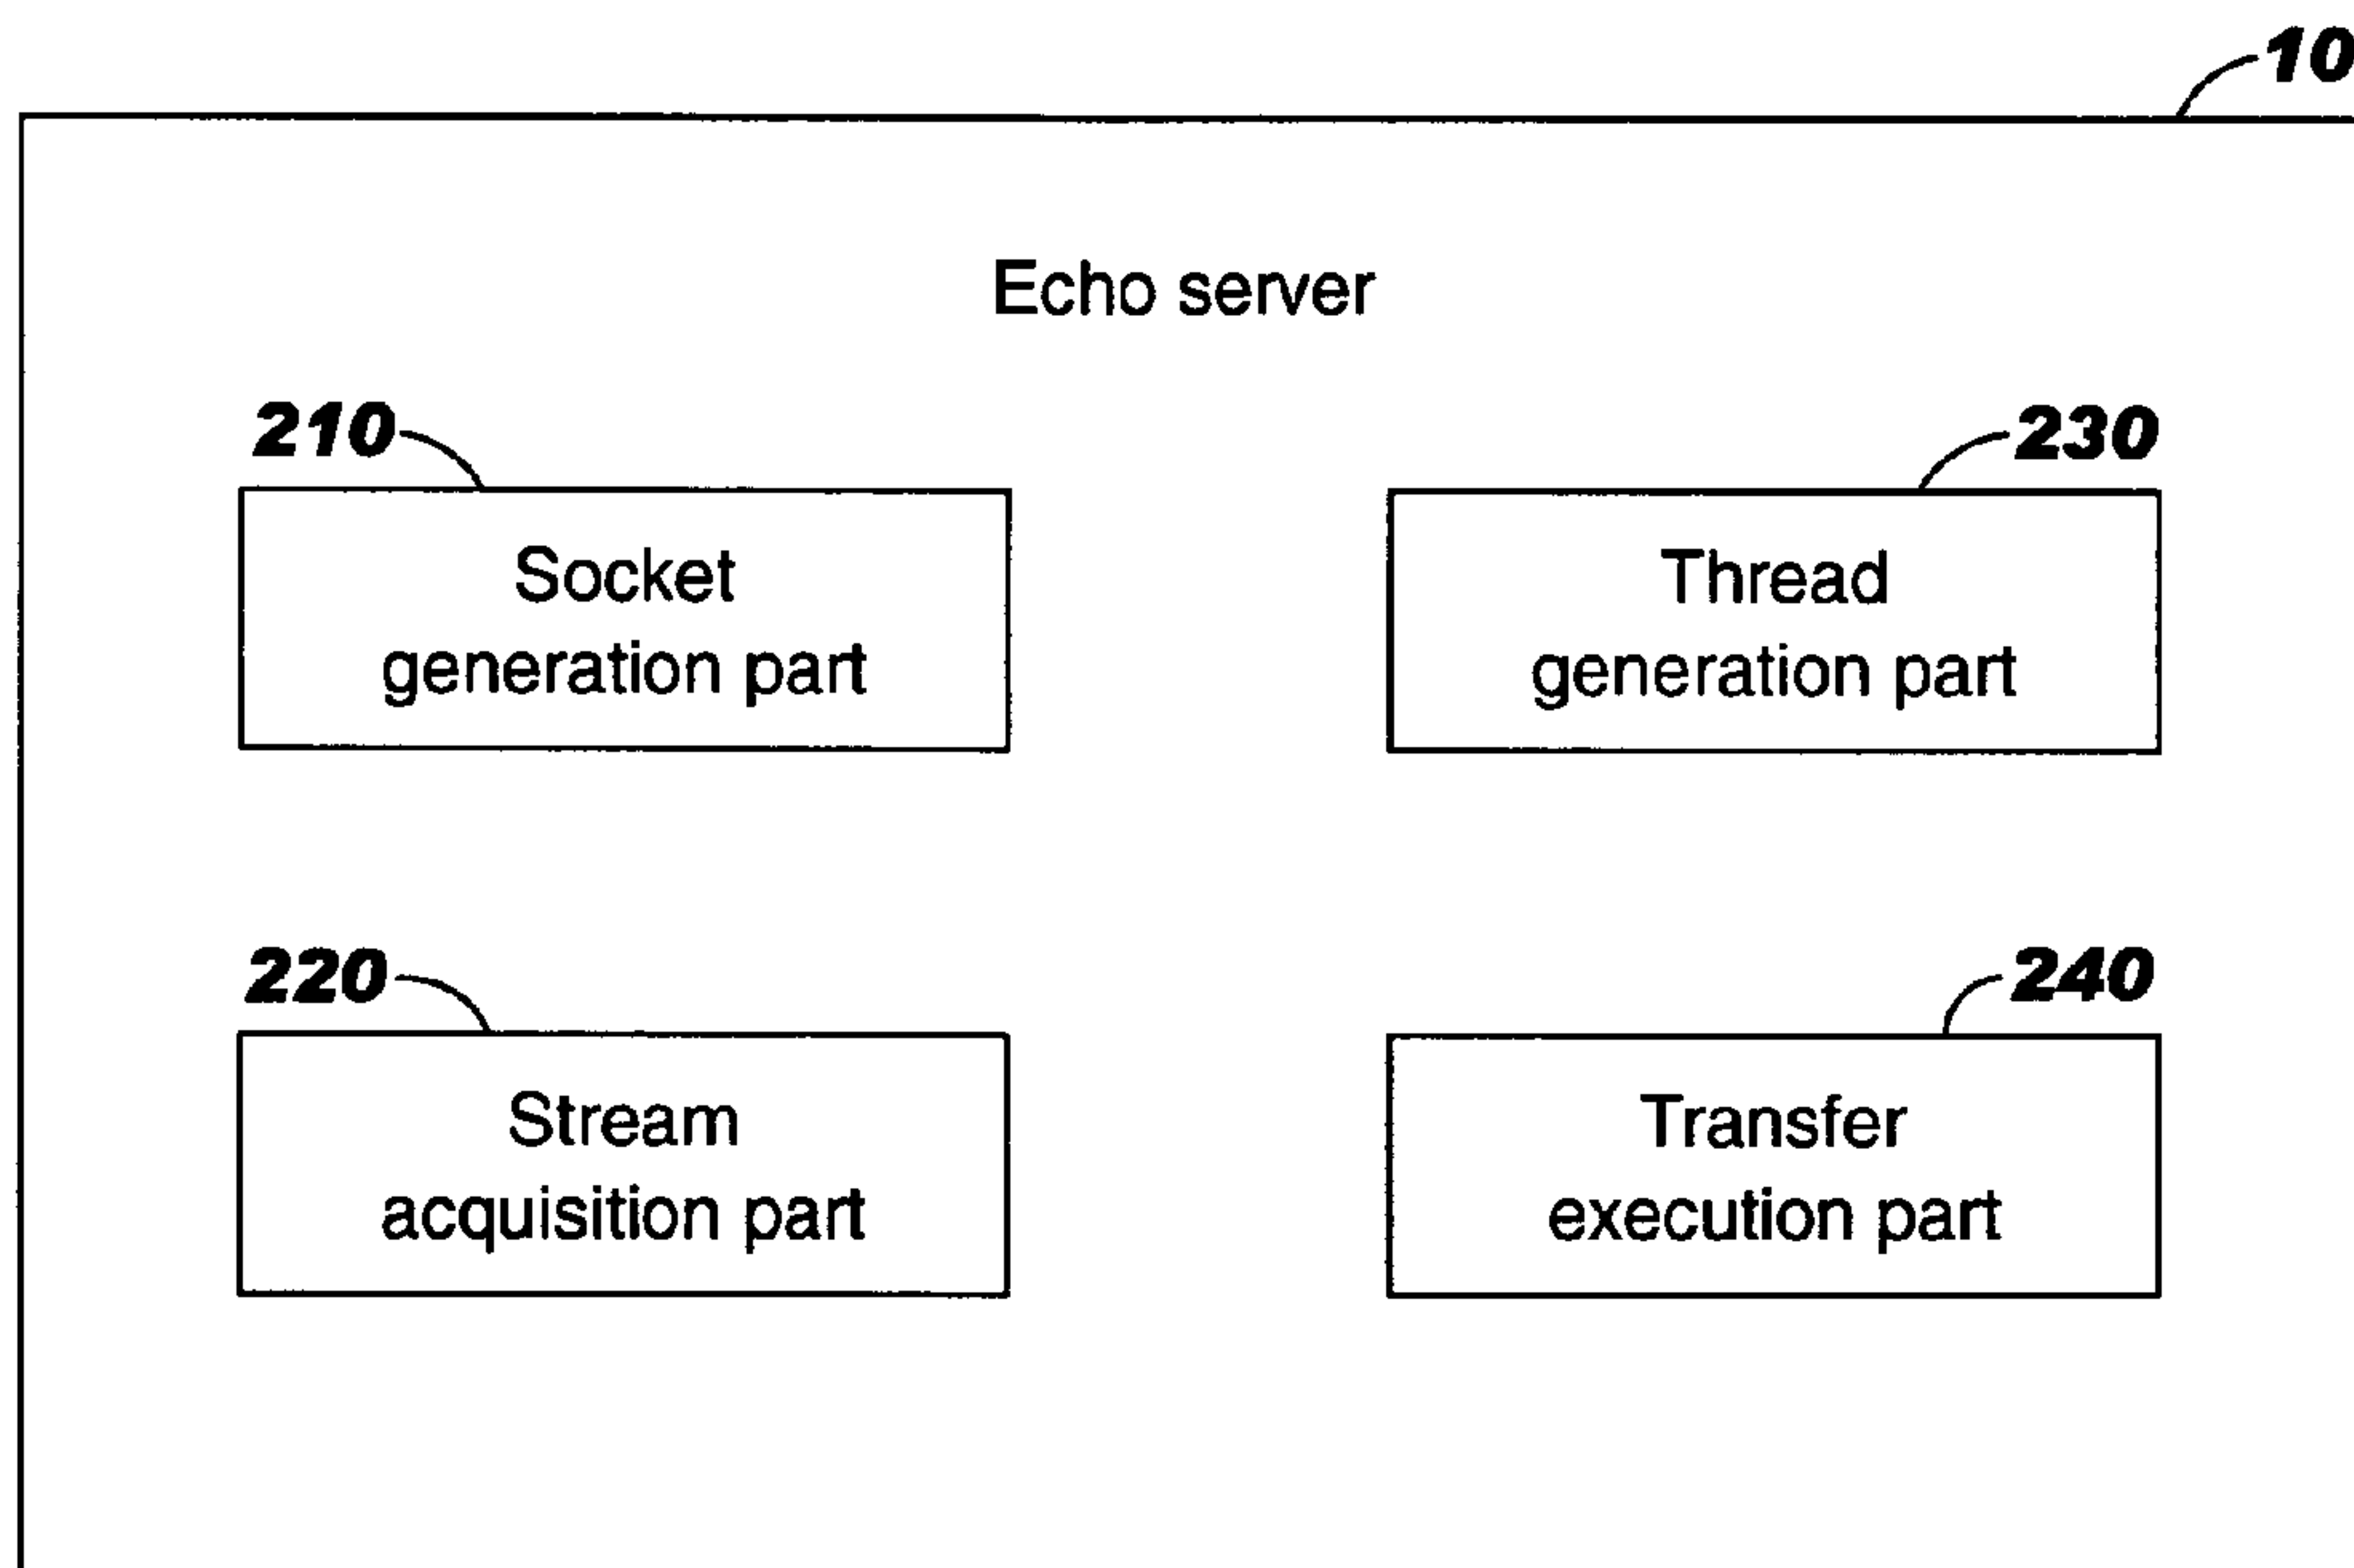 10
Echo server
210
230
Socket
generation part
Thread
generation part
220
240
Stream
acquisition part
Transfer
execution part